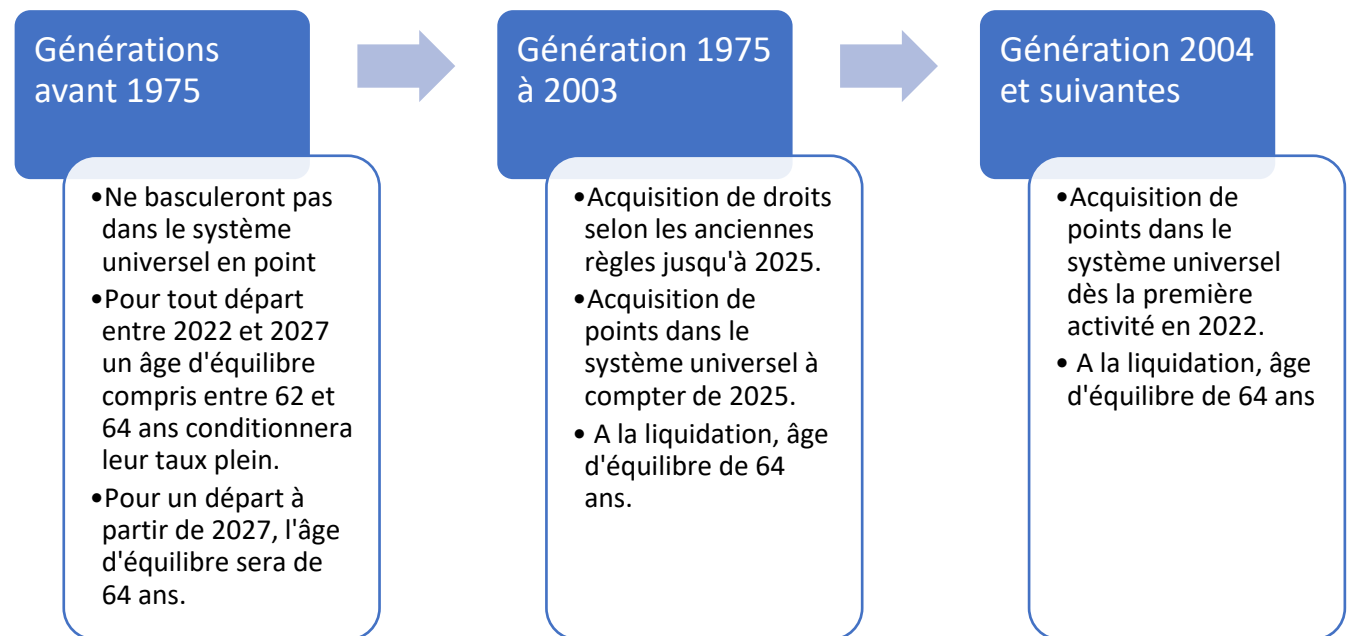 Générations
avant 1975
•Ne basculeront pas
dans le système
universel en point
•Pour tout départ
entre 2022 et 2027
un âge d'équilibre
compris entre 62 et
64 ans conditionnera
leur taux plein.
•Pour un départ à
partir de 2027, l'âge
d'équilibre sera de
64 ans.
Génération 1975
à 2003
•Acquisition de droits
selon les anciennes
règles jusqu'à 2025.
•Acquisition de
points dans le
système universel à
compter de 2025.
• A la liquidation, âge
d'équilibre de 64
ans.
Génération 2004
et suivantes
•Acquisition de
points dans le
système universel
dès la première
activité en 2022.
• A la liquidation, âge
d'équilibre de 64 ans